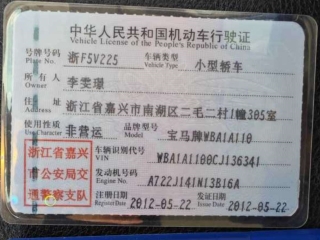 中华人民共和国机动车行驶证
Vehicle License of the People's Republic of China
号牌号码 浙F5V225 车辆类型 小型轿车
Plate No. Vehicle Type
所有人 李雯璟
Owner
住址 浙江省嘉兴市南湖区二毛二村1幢305室
Address
使用性质 非营运 品牌型号 宝马牌WBA1A110
Use Character Model
浙江省嘉兴市公安局交通警察支队
车辆识别代号 WBA1A1100CJ136341
VIN
发动机号码 A722J141N13B16A
Engine No.
注册日期 2012-05-22 发证日期 2012-05-22
Register Date Issue Date